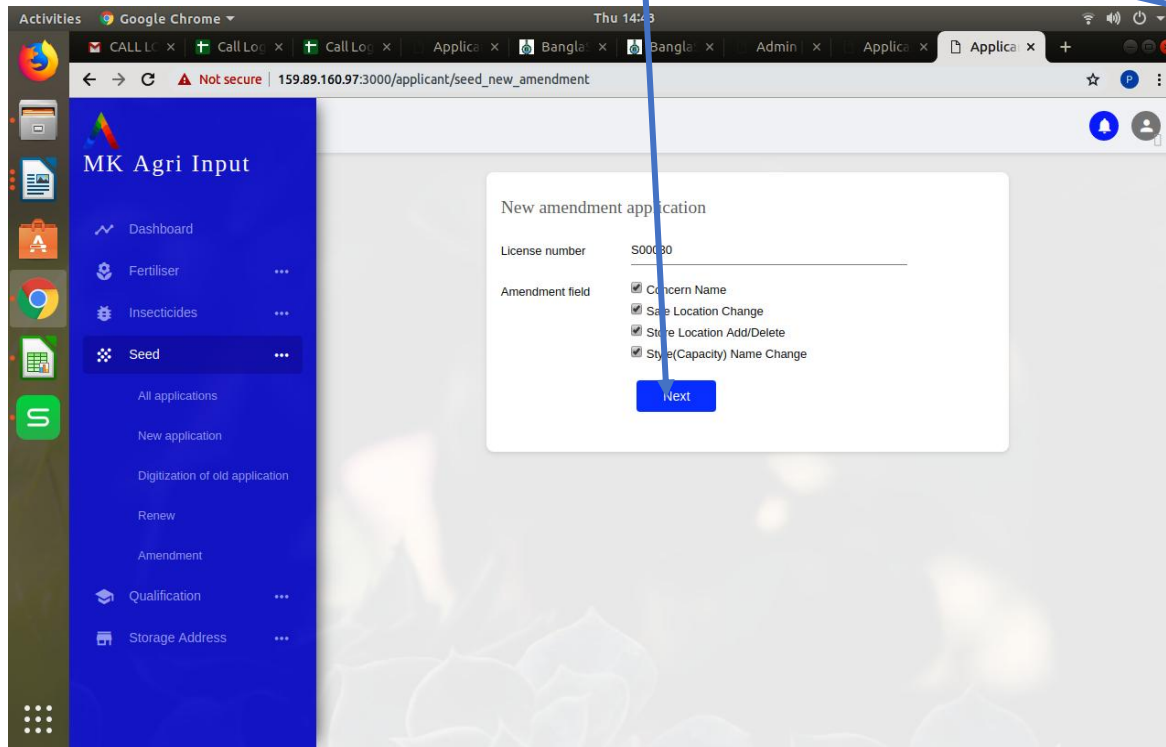 Activities Google Chrome Thu 14:43
CALL LO Call Log Call Log Applica Bangla Bangla Admin Applica Applica
Not secure 159.89.160.97:3000/applicant/seed_new_amendment P
MK Agri Input
Dashboard
Fertiliser
Insecticides
Seed
All applications
New application
Digitization of old application
Renew
Amendment
Qualification
Storage Address
New amendment application
License number
Amendment field
Concern Name
Sale Location Change
Store Location Add/Delete
Style(Capacity) Name Change
Next